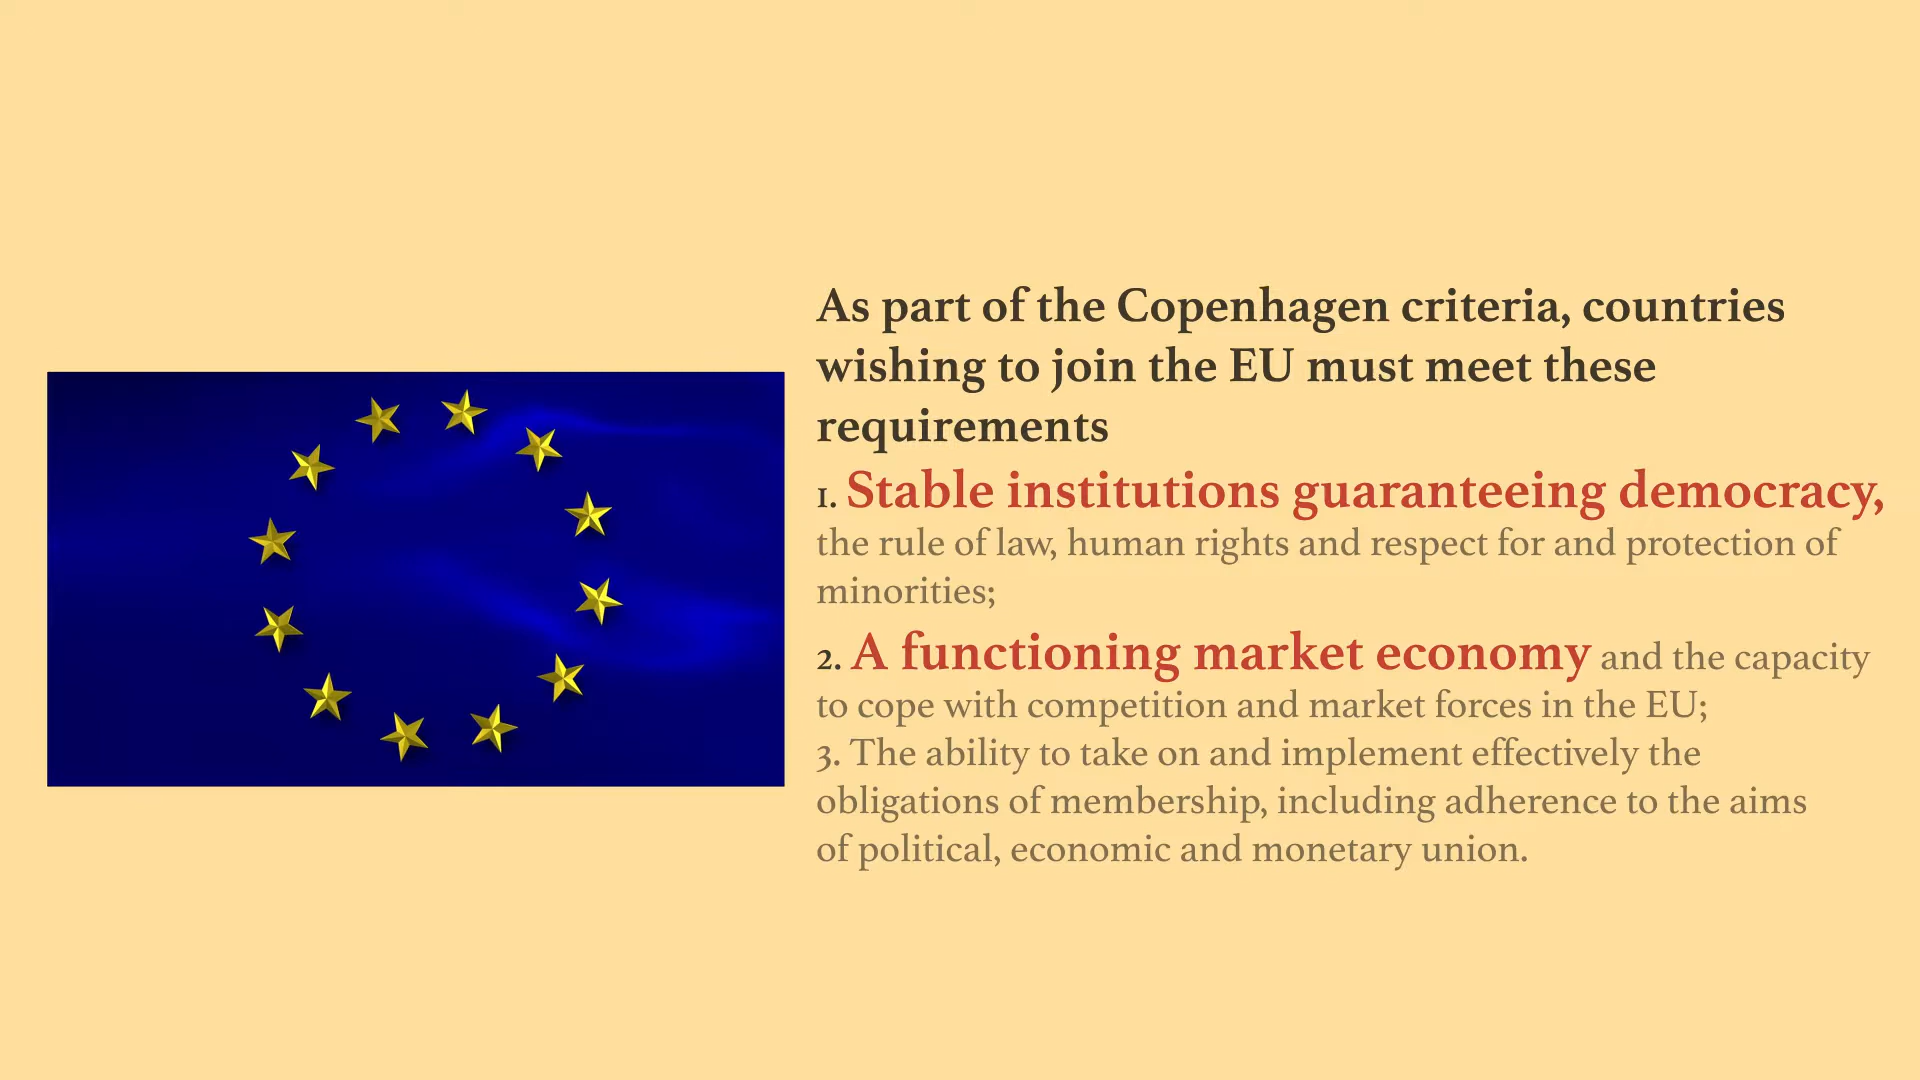 As part of the Copenhagen criteria, countries
wishing to join the EU must meet these
requirements
1. Stable institutions guaranteeing democracy,
the rule of law, human rights and respect for and protection of
minorities;
2. A functioning market economy and the capacity
to cope with competition and market forces in the EU;
3. The ability to take on and implement effectively the
obligations of membership, including adherence to the aims
of political, economic and monetary union.